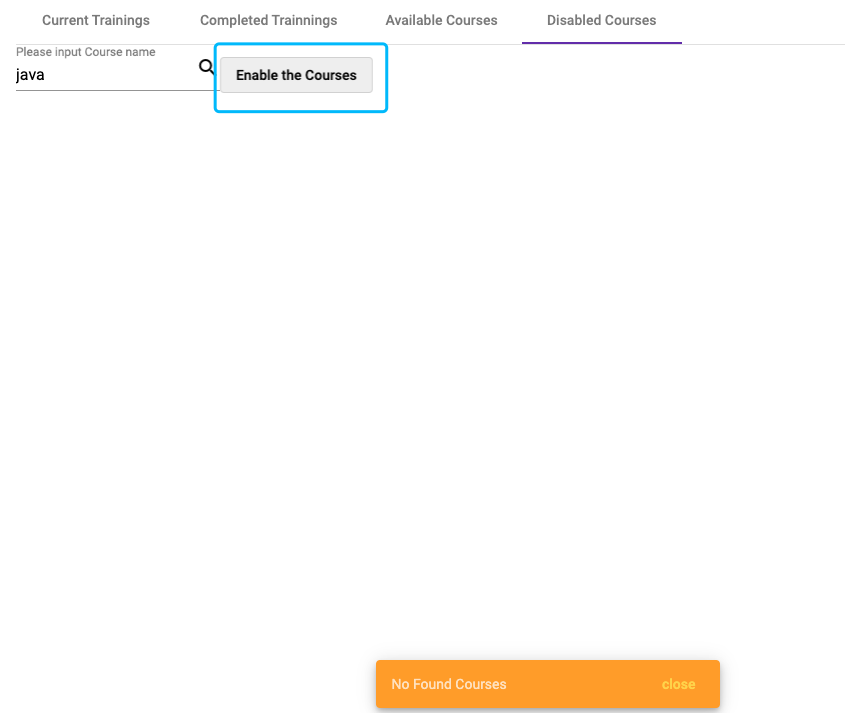 Current Trainings Completed Trainnings Available Courses Disabled Courses
Please input Course name
java
Enable the Courses
No Found Courses close